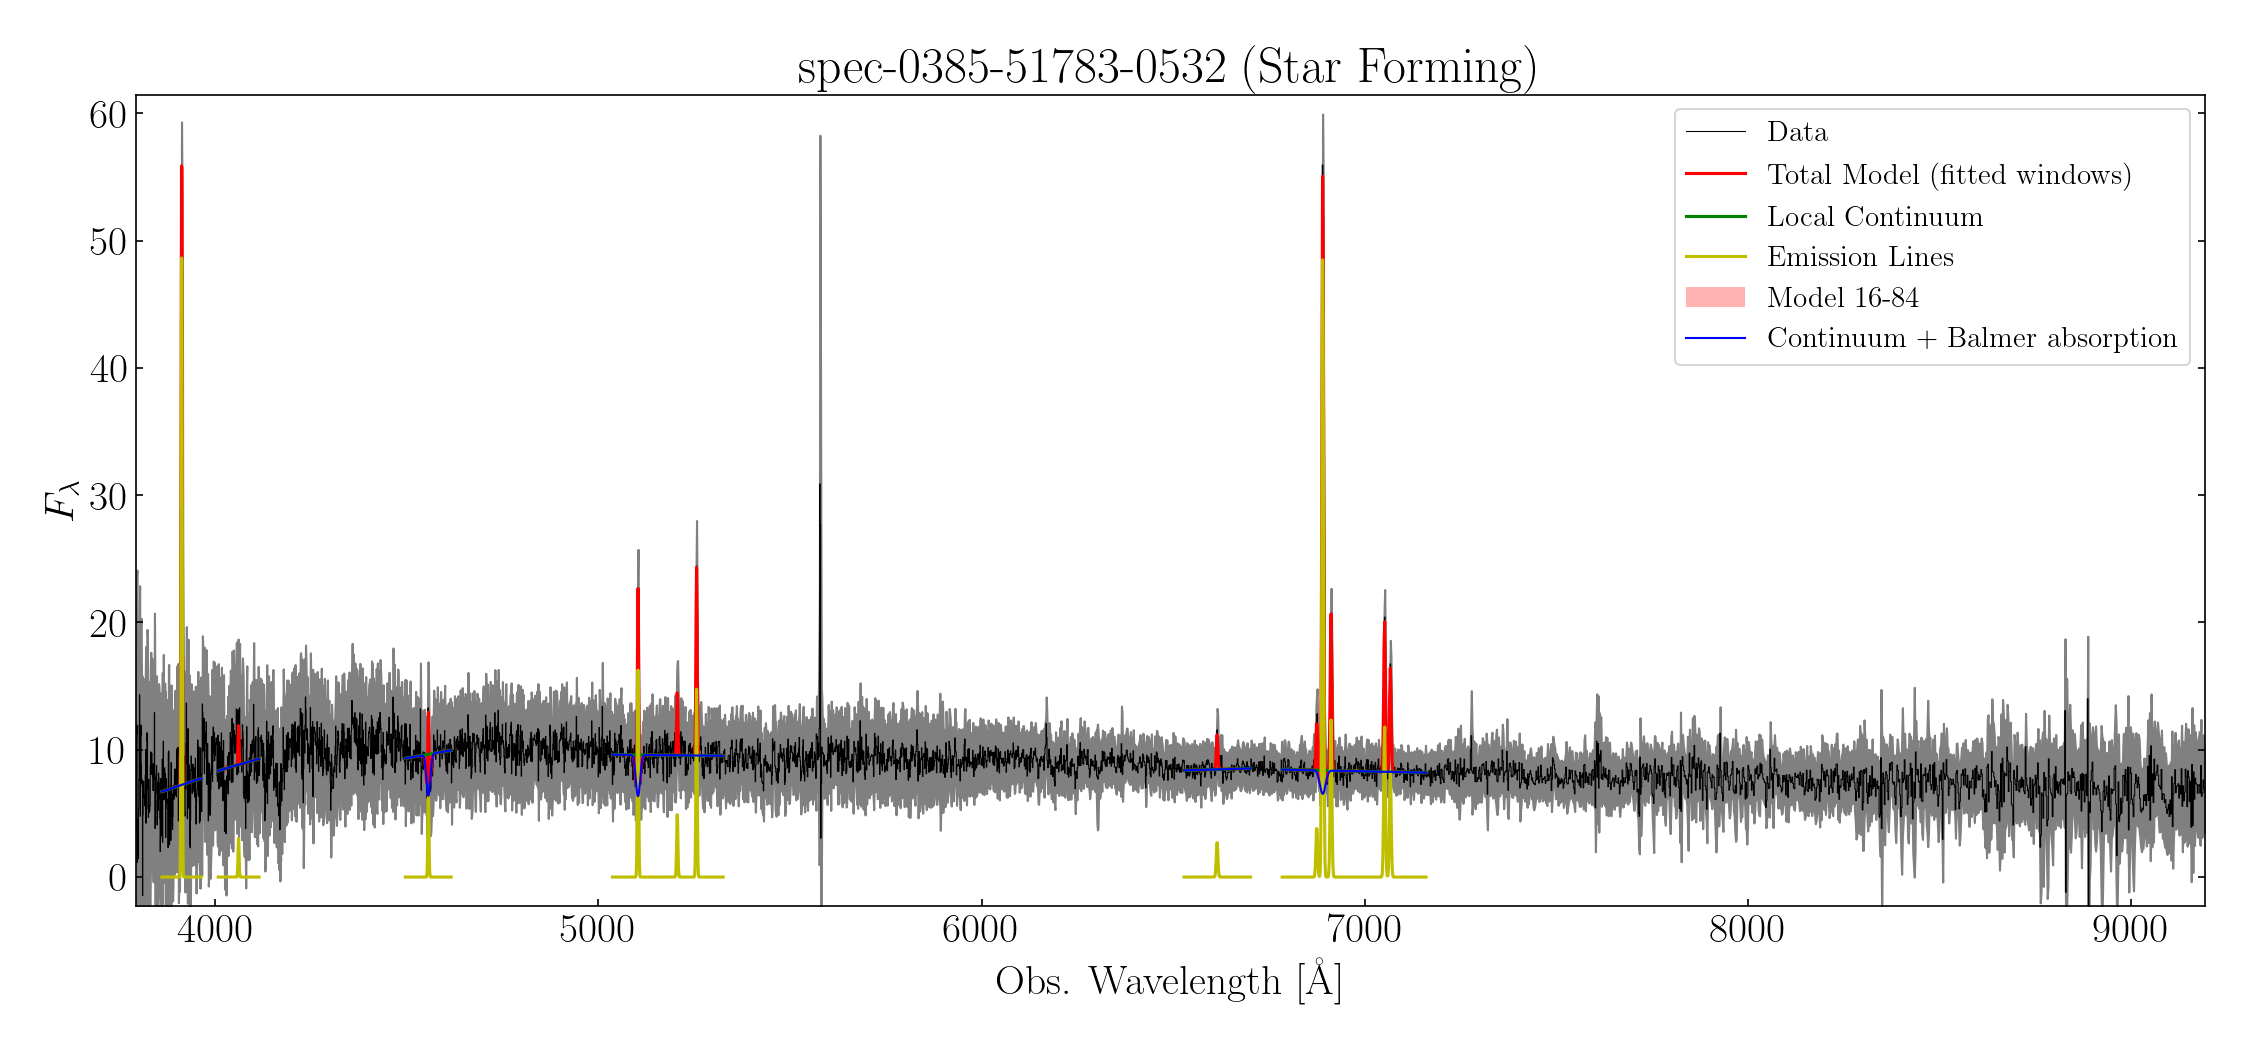 spec-0385-51783-0532 (Star Forming)
60
50
40
30
20
10
0
Fλ
Data
Total Model (fitted windows)
Local Continuum
Emission Lines
Model 16-84
Continuum + Balmer absorption
4000 5000 6000 7000 8000 9000
Obs. Wavelength [Å]